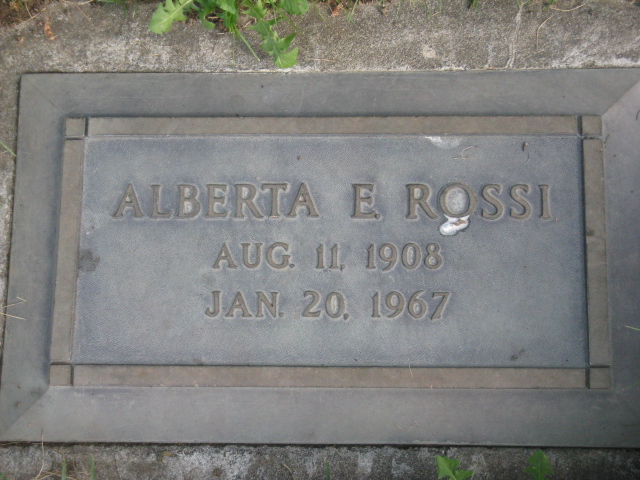 ALBERTA E. ROSSI
AUG. 11, 1908
JAN. 20, 1967